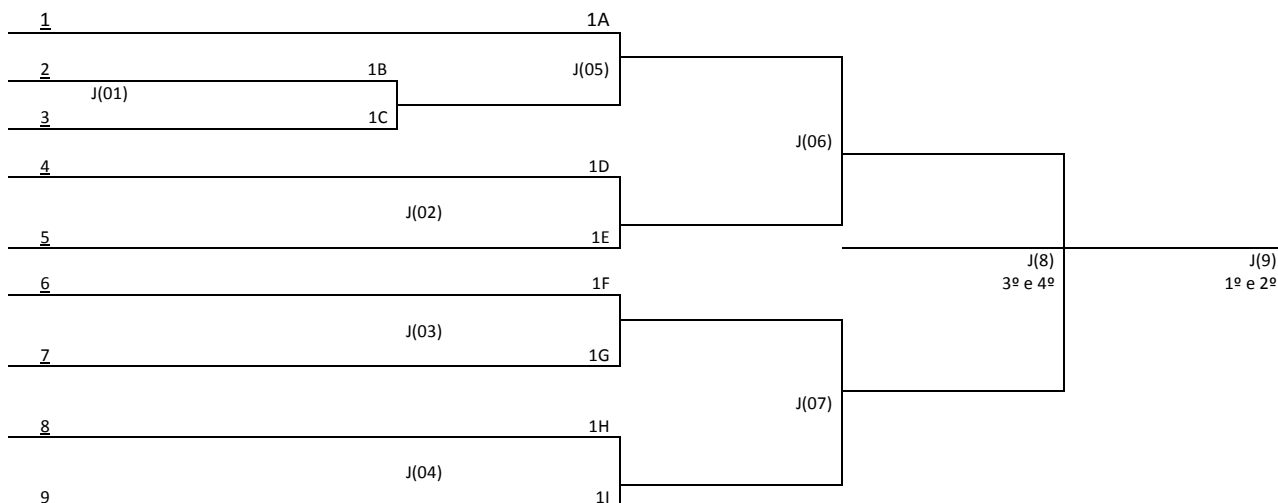 1 1A
2 1B J(05)
J(01)
3 1C
J(06)
4 1D
J(02)
5 1E
J(8) J(9)
3º e 4º 1º e 2º
6 1F
J(03)
7 1G
J(07)
8 1H
J(04)
9 1I